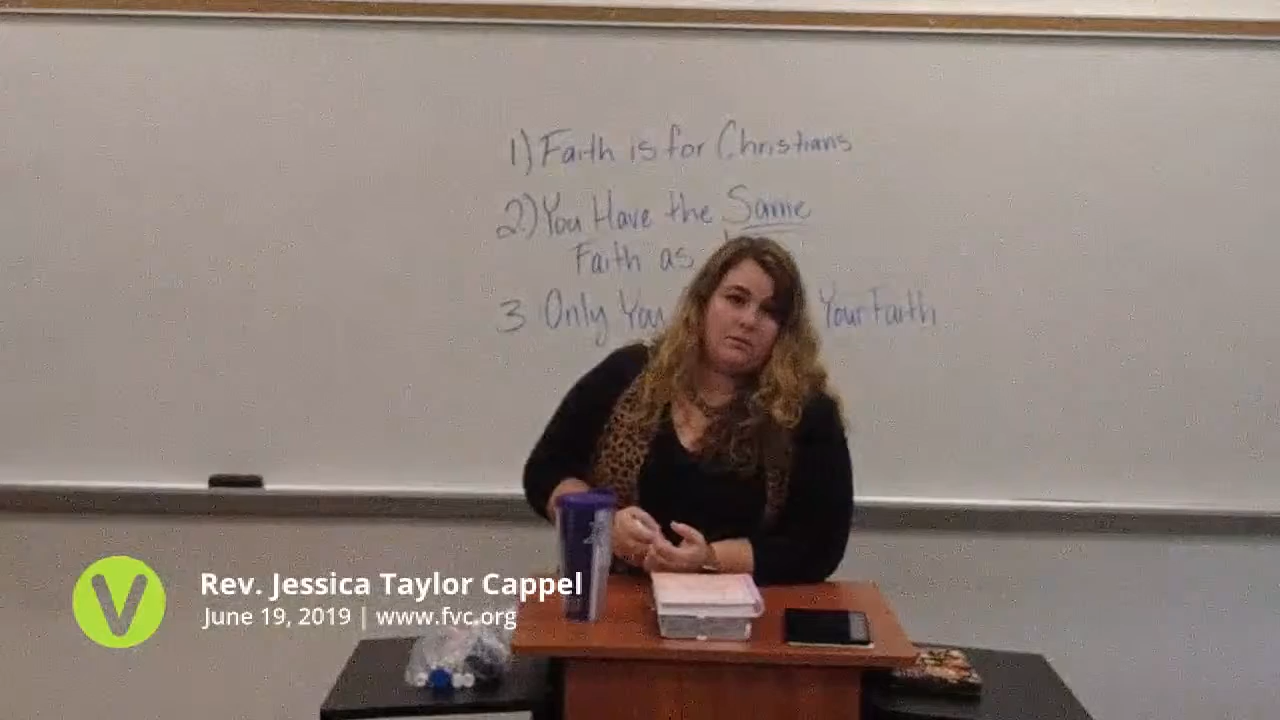 1) Faith is for Christians
2) You Have the Same
Faith as
3 Only You Your Faith
V
Rev. Jessica Taylor Cappel
June 19, 2019 | www.fvc.org